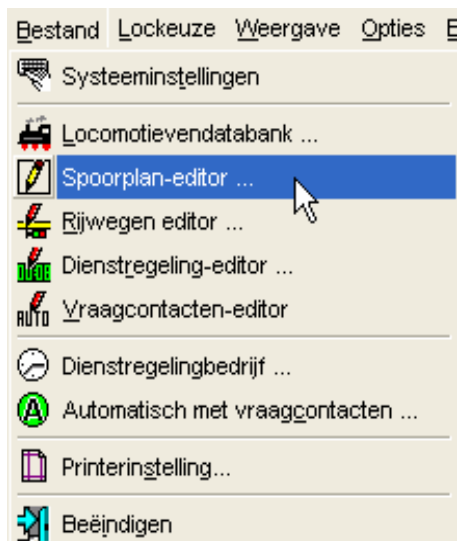 Bestand Lockeuze Weergave Opties
Systeeminstellingen
Locomotievendatabank ...
Spoorplan-editor ...
Rijwegen editor ...
Dienstregeling-editor ...
AUTO Vraagcontacten-editor
Dienstregelingbedrijf ...
A Automatisch met vraagcontacten ...
Printerinstelling...
Beëindigen